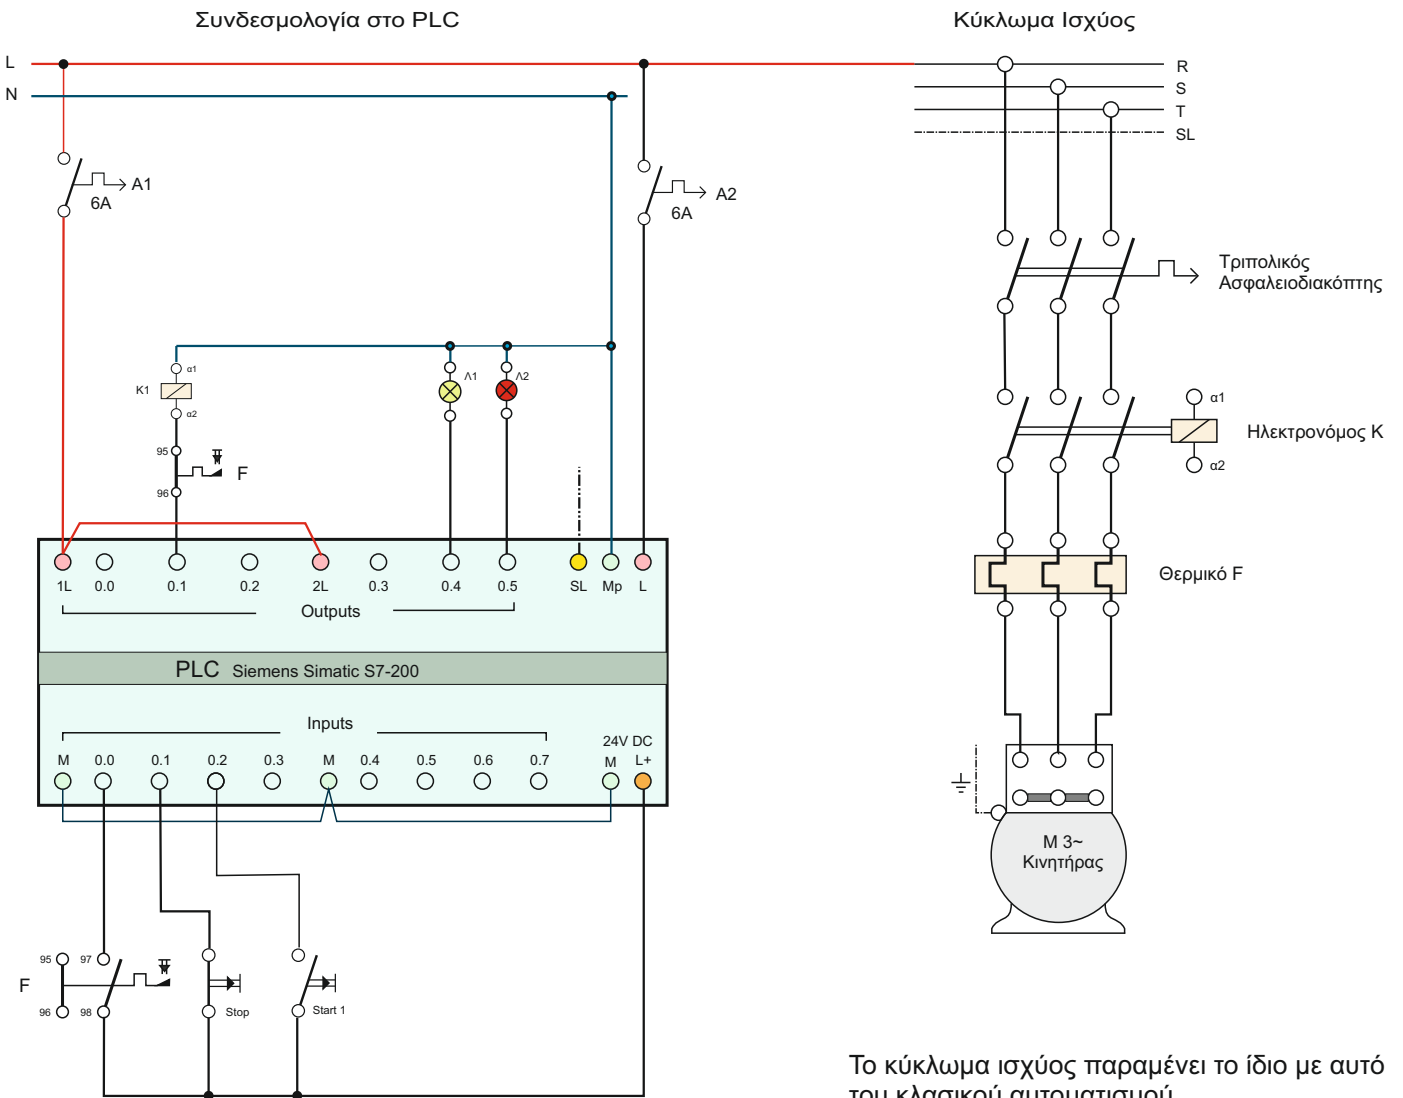 Συνδεσμολογία στο PLC
Κύκλωμα Ισχύος
L
N
R
S
T
SL
A1
6A
A2
6A
Τριπολικός
Ασφαλειοδιακόπτης
K1
α1
α2
Λ1
Λ2
95
96
F
α1
α2
Ηλεκτρονόμος Κ
Θερμικό F
1L 0.0 0.1 0.2 2L 0.3 0.4 0.5 SL Mp L
Outputs
PLC Siemens Simatic S7-200
Inputs
24V DC
M 0.0 0.1 0.2 0.3 M 0.4 0.5 0.6 0.7 M L+
M 3~
Κινητήρας
F
95
97
96
98
Stop
Start 1
Το κύκλωμα ισχύος παραμένει το ίδιο με αυτό
του κλασικού αυτοματισμού